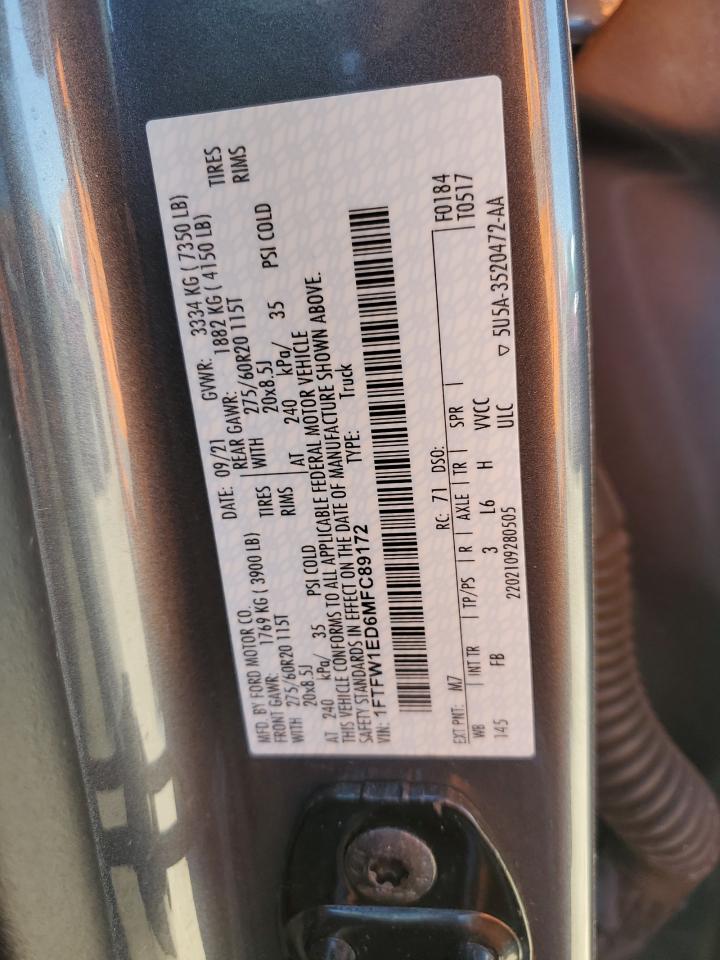 MFD. BY FORD MOTOR CO.
DATE: 09/21 GVWR: 3334 KG ( 7350 LB)
FRONT GAWR: 1769 KG ( 3900 LB) REAR GAWR: 1882 KG ( 4150 LB)
WITH 275/60R20 115T TIRES WITH 275/60R20 115T TIRES
20x8.5J RIMS 20x8.5J RIMS
AT 240 kPa/ 35 PSI COLD AT 240 kPa/ 35 PSI COLD
THIS VEHICLE CONFORMS TO ALL APPLICABLE FEDERAL MOTOR VEHICLE
SAFETY STANDARDS IN EFFECT ON THE DATE OF MANUFACTURE SHOWN ABOVE.
VIN: 1FTFW1ED6MFC89172 TYPE: Truck
EXT PNT: M7 RC: 71 DSO: F0184
WB INT TR TP/PS R AXLE TR SPR T0517
145 FB 3 L6 H VVCC
2202109280505 ULC ▽ 5U5A-3520472-AA